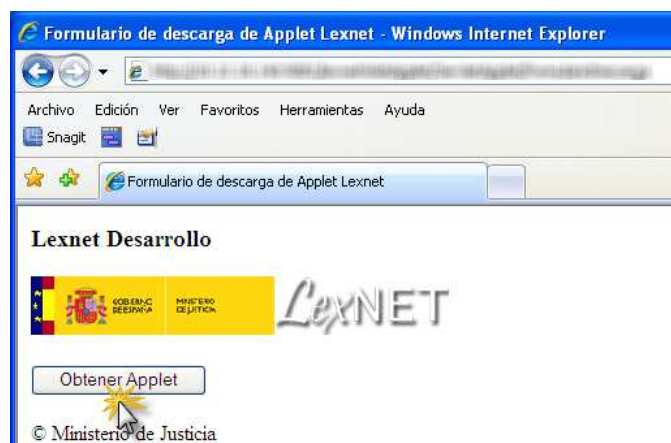 Formulario de descarga de Applet Lexnet - Windows Internet Explorer
Archivo Edición Ver Favoritos Herramientas Ayuda
Snagit
Formulario de descarga de Applet Lexnet
Lexnet Desarrollo
LexNET
Obtener Applet
© Ministerio de Justicia